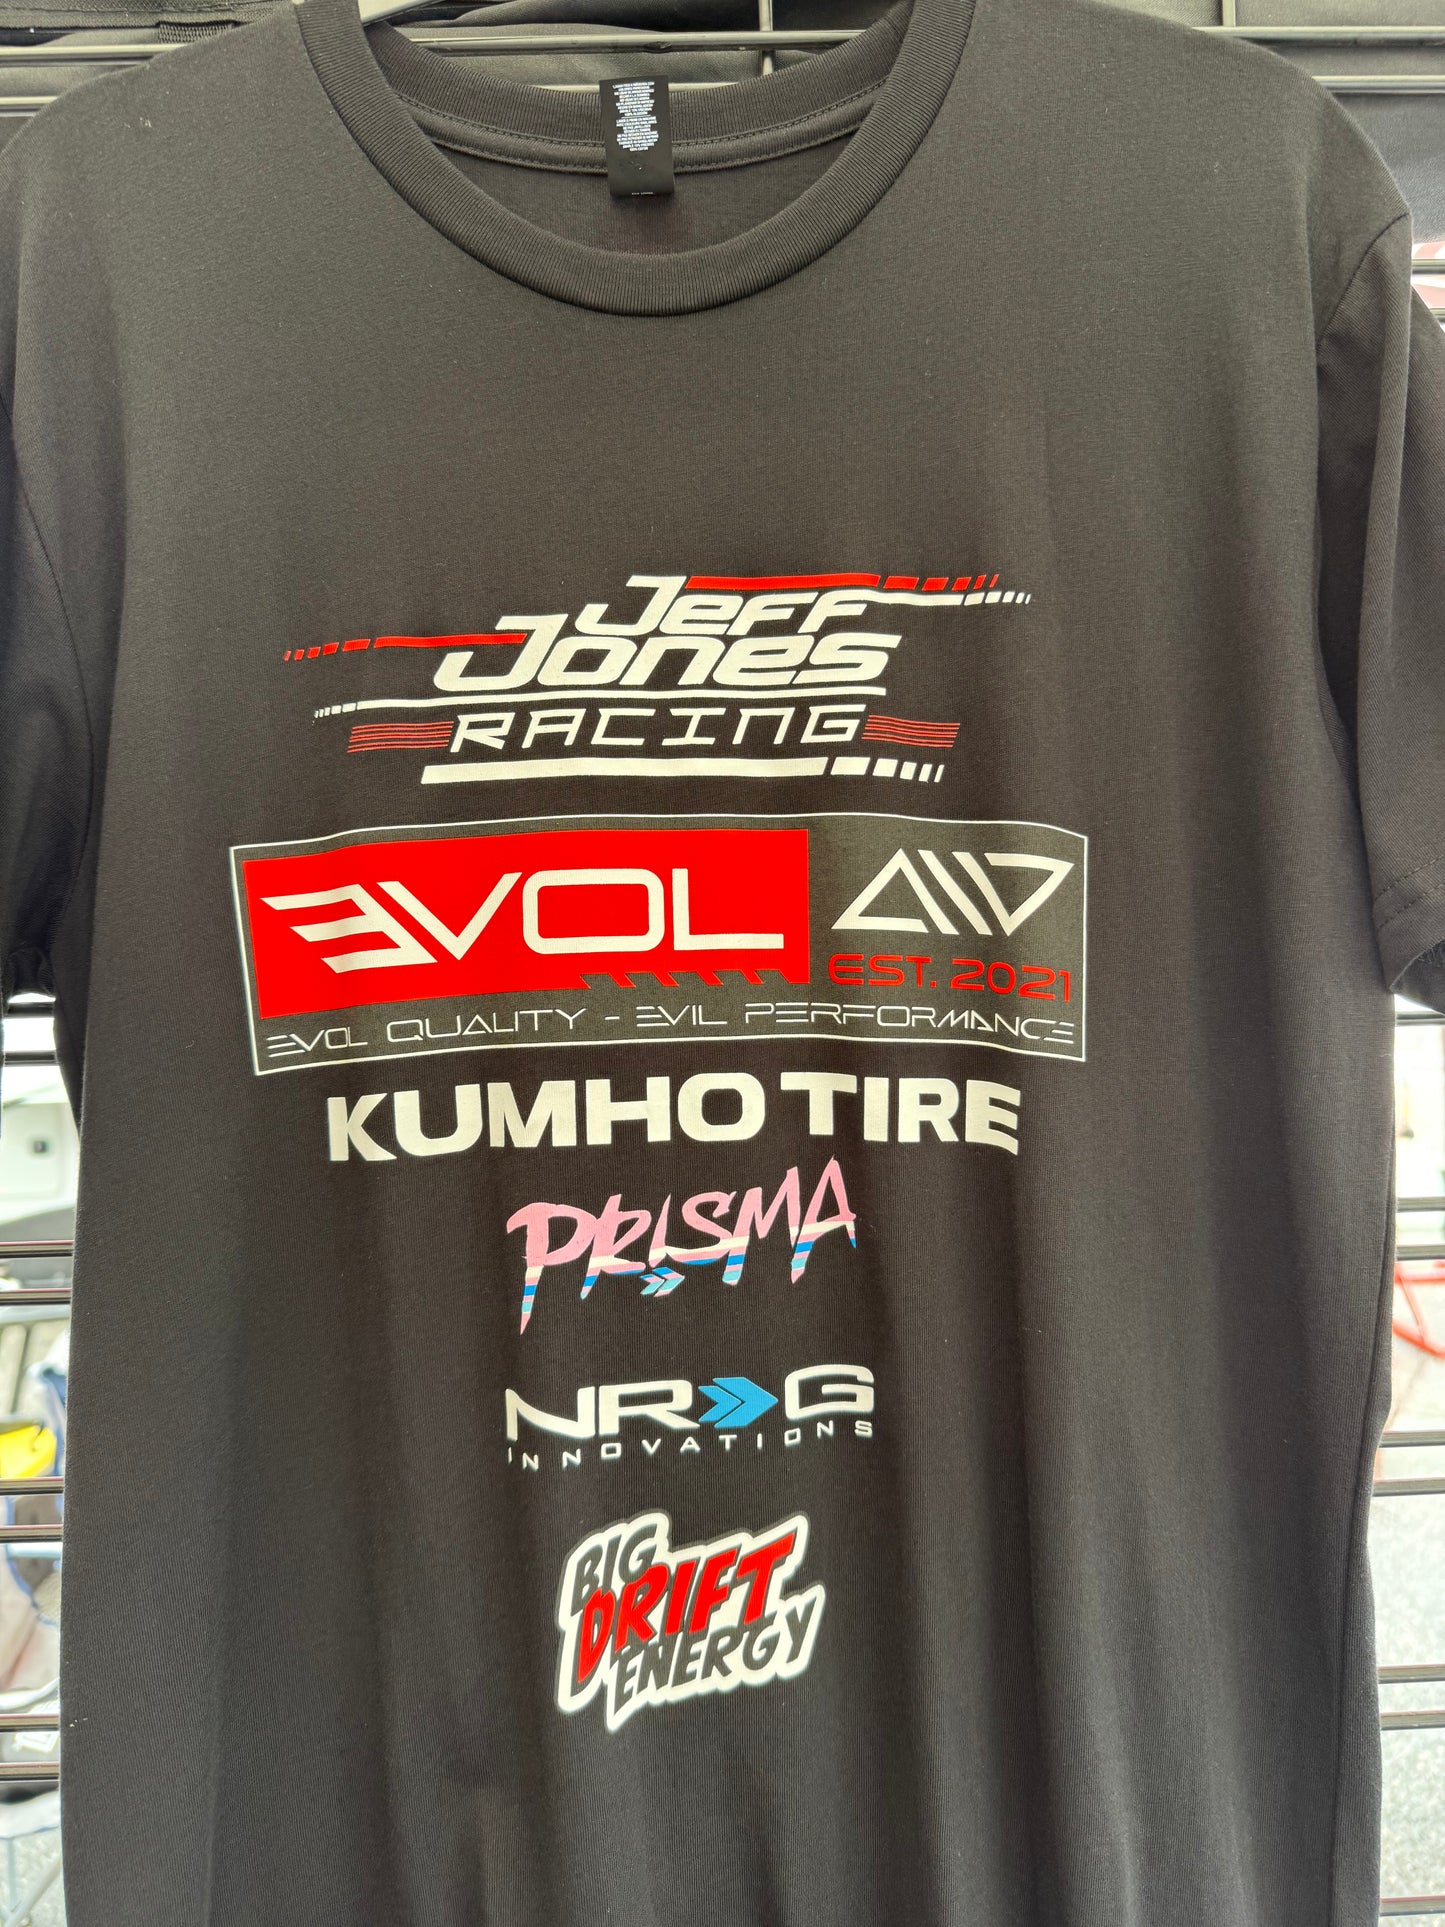 Jeff
Jones
RACING
EVOL
EST. 2021
EVOL QUALITY - EVIL PERFORMANCE
KUMHO TIRE
PRISMA
NRG
INNOVATIONS
BIG
DRIFT
ENERGY